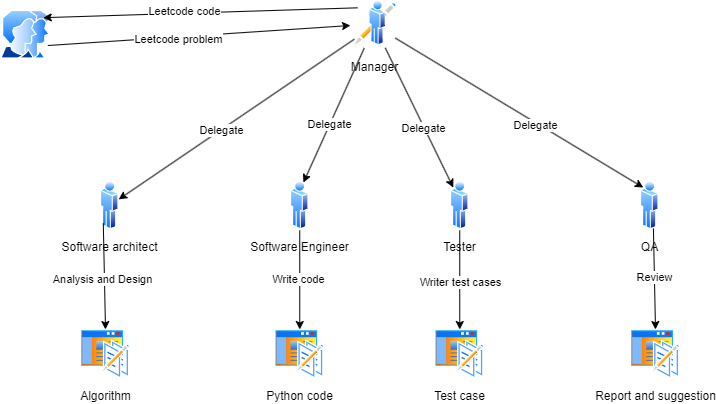 Leetcode code
Leetcode problem
Manager
Delegate
Delegate
Delegate
Delegate
Software architect
Software Engineer
Tester
QA
Analysis and Design
Write code
Writer test cases
Review
Algorithm
Python code
Test case
Report and suggestion